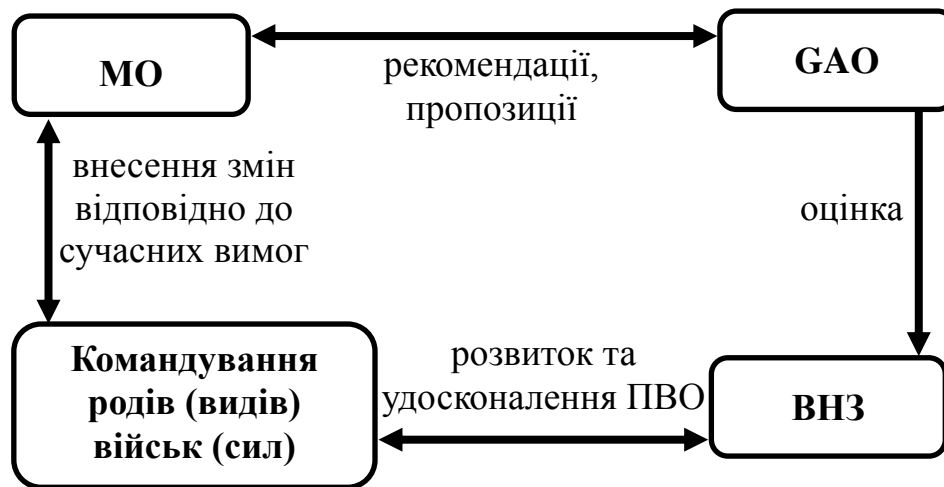 МО
GAO
рекомендації,
пропозиції
внесення змін
відповідно до
сучасних вимог
оцінка
Командування
родів (видів)
військ (сил)
розвиток та
удосконалення ПВО
ВНЗ